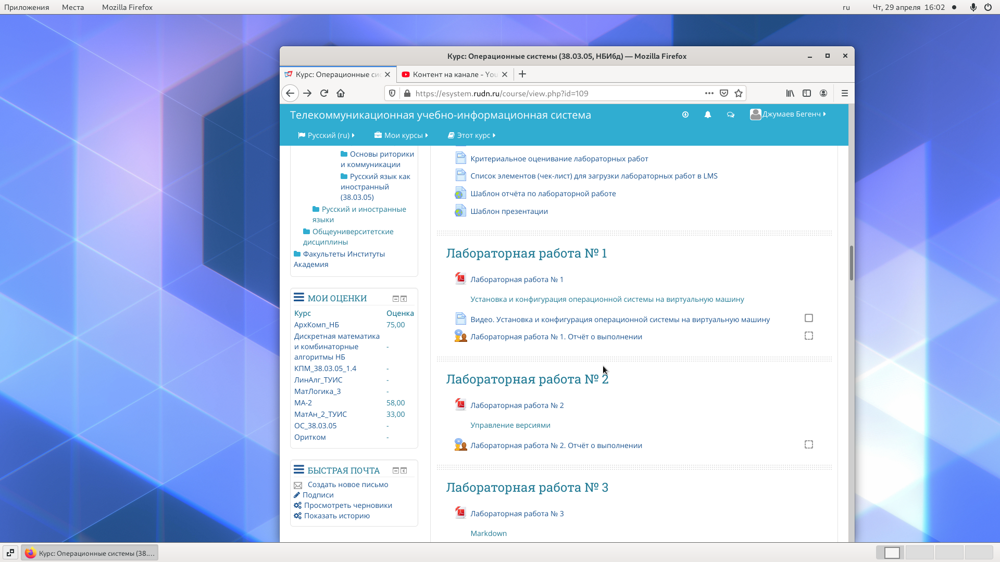 Приложения Места Mozilla Firefox ru Чт, 29 апреля 16:02
Курс: Операционные системы (38.03.05, НБИбд) — Mozilla Firefox
Курс: Операционные сис Контент на канале - You
https://esystem.rudn.ru/course/view.php?id=109
Телекоммуникационная учебно-информационная система Джумаев Бегенч
Русский (ru) Мои курсы Этот курс
Основы риторики
и коммуникации
Русский язык как
иностранный
(38.03.05)
Русский и иностранные
языки
Общеуниверситетские
дисциплины
Факультеты Институты
Академия
МОИ ОЦЕНКИ
Курс Оценка
АрхКомп_НБ 75,00
Дискретная математика
и комбинаторные -
алгоритмы НБ
КПМ_38.03.05_1.4 -
ЛинАлг_ТУИС -
МатЛогика_3 -
МА-2 58,00
МатАн_2_ТУИС 33,00
ОС_38.03.05 -
Оритком -
БЫСТРАЯ ПОЧТА
Создать новое письмо
Подписи
Просмотреть черновики
Показать историю
Критериальное оценивание лабораторных работ
Список элементов (чек-лист) для загрузки лабораторных работ в LMS
Шаблон отчёта по лабораторной работе
Шаблон презентации
Лабораторная работа № 1
Лабораторная работа № 1
Установка и конфигурация операционной системы на виртуальную машину
Видео. Установка и конфигурация операционной системы на виртуальную машину
Лабораторная работа № 1. Отчёт о выполнении
Лабораторная работа № 2
Лабораторная работа № 2
Управление версиями
Лабораторная работа № 2. Отчёт о выполнении
Лабораторная работа № 3
Лабораторная работа № 3
Markdown
Курс: Операционные системы (38.…